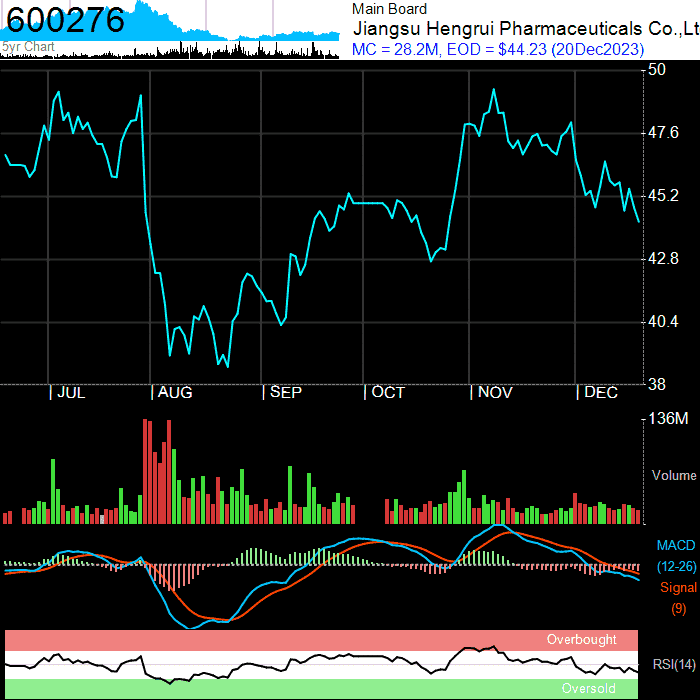 600276
5yr Chart
Main Board
Jiangsu Hengrui Pharmaceuticals Co.,Lt
MC = 28.2M, EOD = $44.23 (20Dec2023)
50
47.6
45.2
42.8
40.4
38
JUL AUG SEP OCT NOV DEC
136M
Volume
MACD
(12-26)
Signal
(9)
Overbought
RSI(14)
Oversold